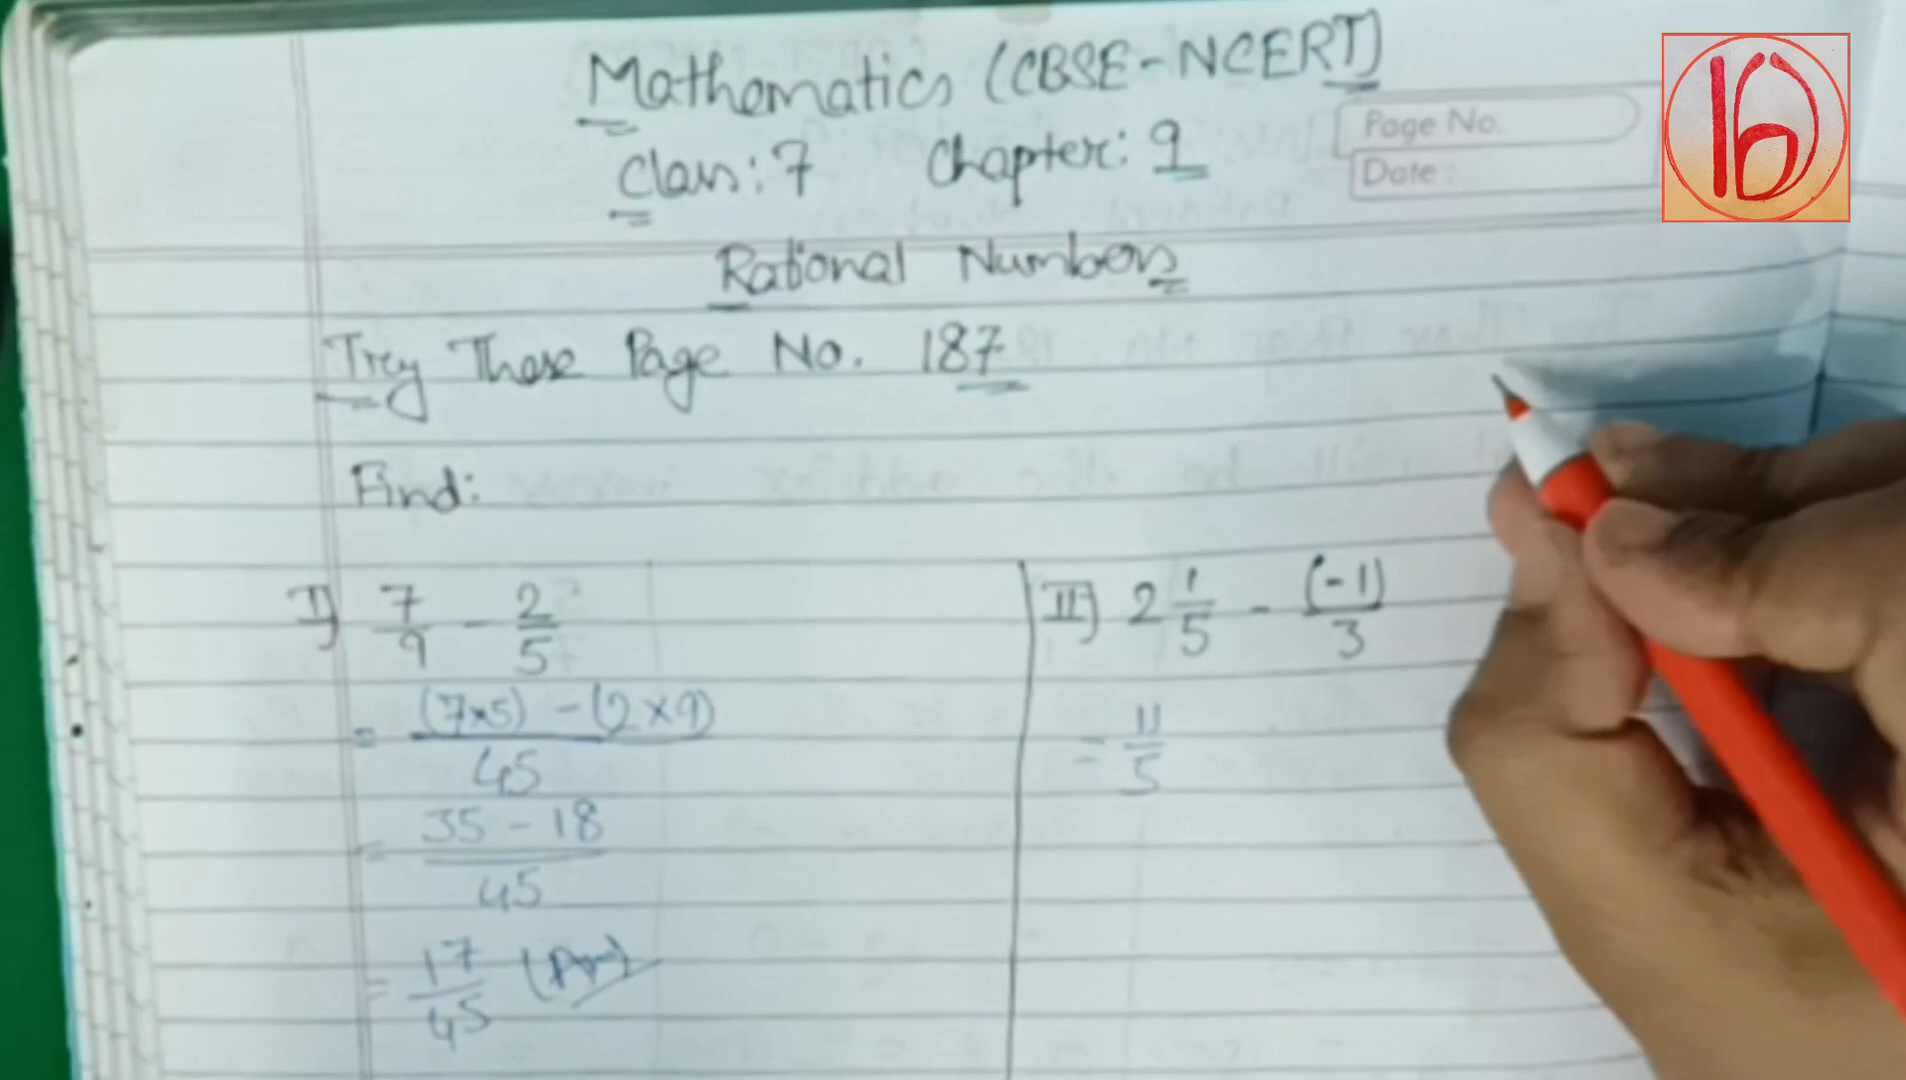 Mathematics (CBSE-NCERT)
Page No.
Class: 7 Chapter: 9
Date:
Rational Numbers
Try These Page No. 187
Find:
I) 7/9 - 2/5
= (7×5) - (2×9) / 45
= 35 - 18 / 45
= 17/45 (Ans)
II) 2 1/5 - (-1)/3
= 11/5